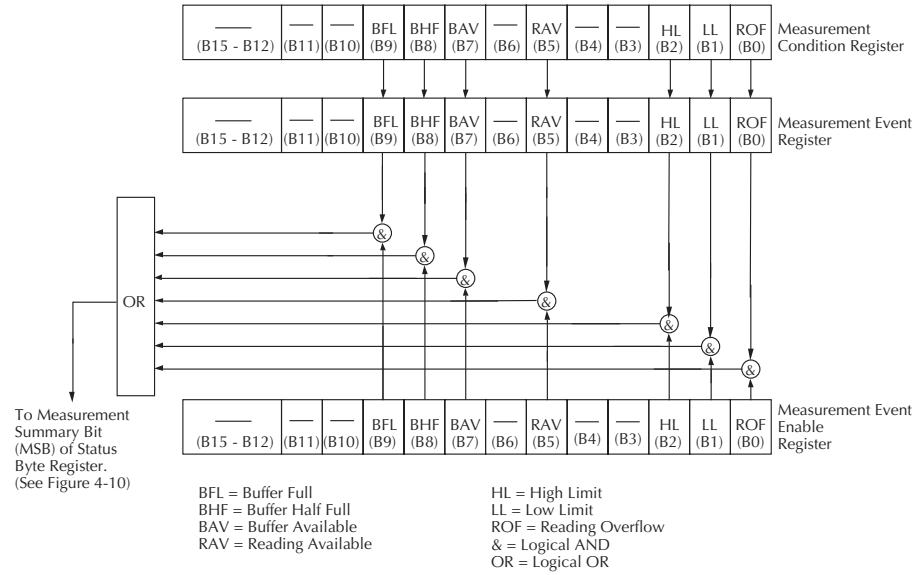 BFL BHF BAV RAV HL LL ROF
(B15 - B12) (B11) (B10) (B9) (B8) (B7) (B6) (B5) (B4) (B3) (B2) (B1) (B0)
Measurement
Condition Register
BFL BHF BAV RAV HL LL ROF
(B15 - B12) (B11) (B10) (B9) (B8) (B7) (B6) (B5) (B4) (B3) (B2) (B1) (B0)
Measurement Event
Register
&
&
&
OR
&
&
&
&
To Measurement
Summary Bit
(MSB) of Status
Byte Register.
(See Figure 4-10)
BFL BHF BAV RAV HL LL ROF
(B15 - B12) (B11) (B10) (B9) (B8) (B7) (B6) (B5) (B4) (B3) (B2) (B1) (B0)
Measurement Event
Enable
Register
BFL = Buffer Full
BHF = Buffer Half Full
BAV = Buffer Available
RAV = Reading Available
HL = High Limit
LL = Low Limit
ROF = Reading Overflow
& = Logical AND
OR = Logical OR